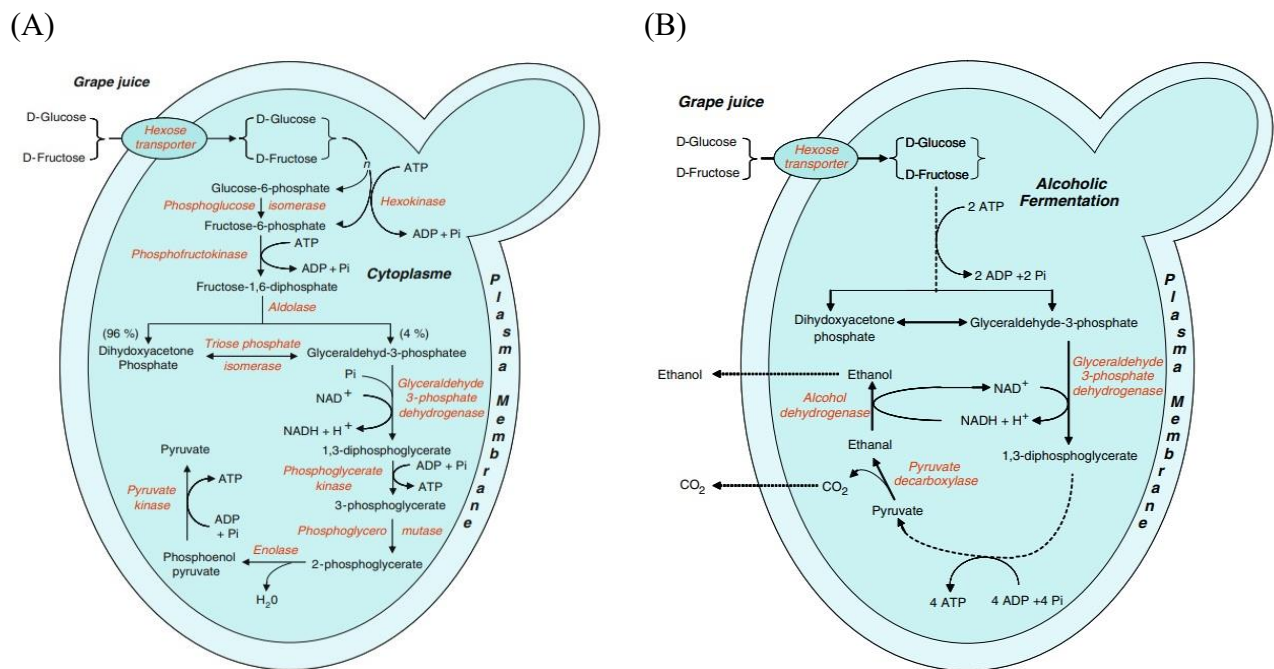 (A)
Grape juice
D-Glucose
D-Fructose
Hexose
transporter
D-Glucose
D-Fructose
n
ATP
Hexokinase
ADP + Pi
Glucose-6-phosphate
Phosphoglucose isomerase
Fructose-6-phosphate
Phosphofructokinase
ATP
ADP + Pi
Cytoplasme
Fructose-1,6-diphosphate
Aldolase
(96 %)
(4 %)
Dihydoxyacetone
Phosphate
Triose phosphate
isomerase
Glyceraldehyd-3-phosphatee
Pi
NAD+
NADH + H+
Glyceraldehyde
3-phosphate
dehydrogenase
1,3-diphosphoglycerate
Phosphoglycerate
kinase
ADP + Pi
ATP
3-phosphoglycerate
Phosphoglycero mutase
2-phosphoglycerate
Enolase
H20
Phosphoenol
pyruvate
Pyruvate
kinase
ADP
+ Pi
ATP
Pyruvate
Plasma Membrane
(B)
Grape juice
D-Glucose
D-Fructose
Hexose
transporter
D-Glucose
D-Fructose
Alcoholic
Fermentation
2 ATP
2 ADP +2 Pi
Dihydoxyacetone
phosphate
Glyceraldehyde-3-phosphate
Glyceraldehyde
3-phosphate
dehydrogenase
Ethanol
Ethanol
Alcohol
dehydrogenase
NAD+
NADH + H+
Ethanal
1,3-diphosphoglycerate
Pyruvate
decarboxylase
CO2
CO2
Pyruvate
4 ATP
4 ADP +4 Pi
Plasma Membrane